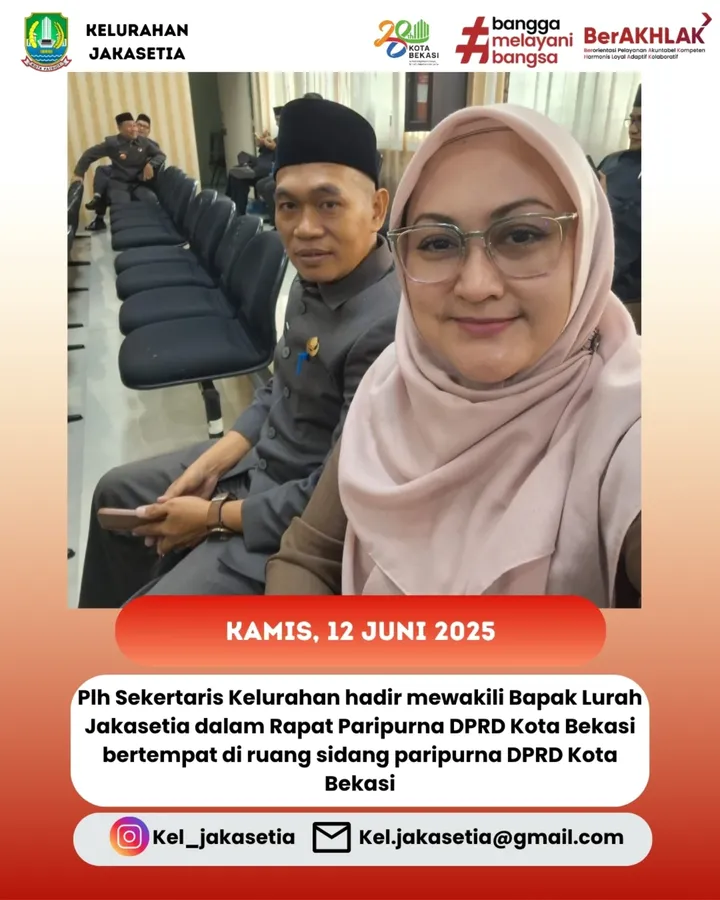 KELURAHAN
JAKASETIA
28
KOTA
BEKASI
#bangga
melayani
bangsa
BerAKHLAK
Berorientasi Pelayanan Akuntabel Kompeten
Harmonis Loyal Adaptif Kolaboratif
KAMIS, 12 JUNI 2025
Plh Sekertaris Kelurahan hadir mewakili Bapak Lurah
Jakasetia dalam Rapat Paripurna DPRD Kota Bekasi
bertempat di ruang sidang paripurna DPRD Kota
Bekasi
Kel_jakasetia
Kel.jakasetia@gmail.com